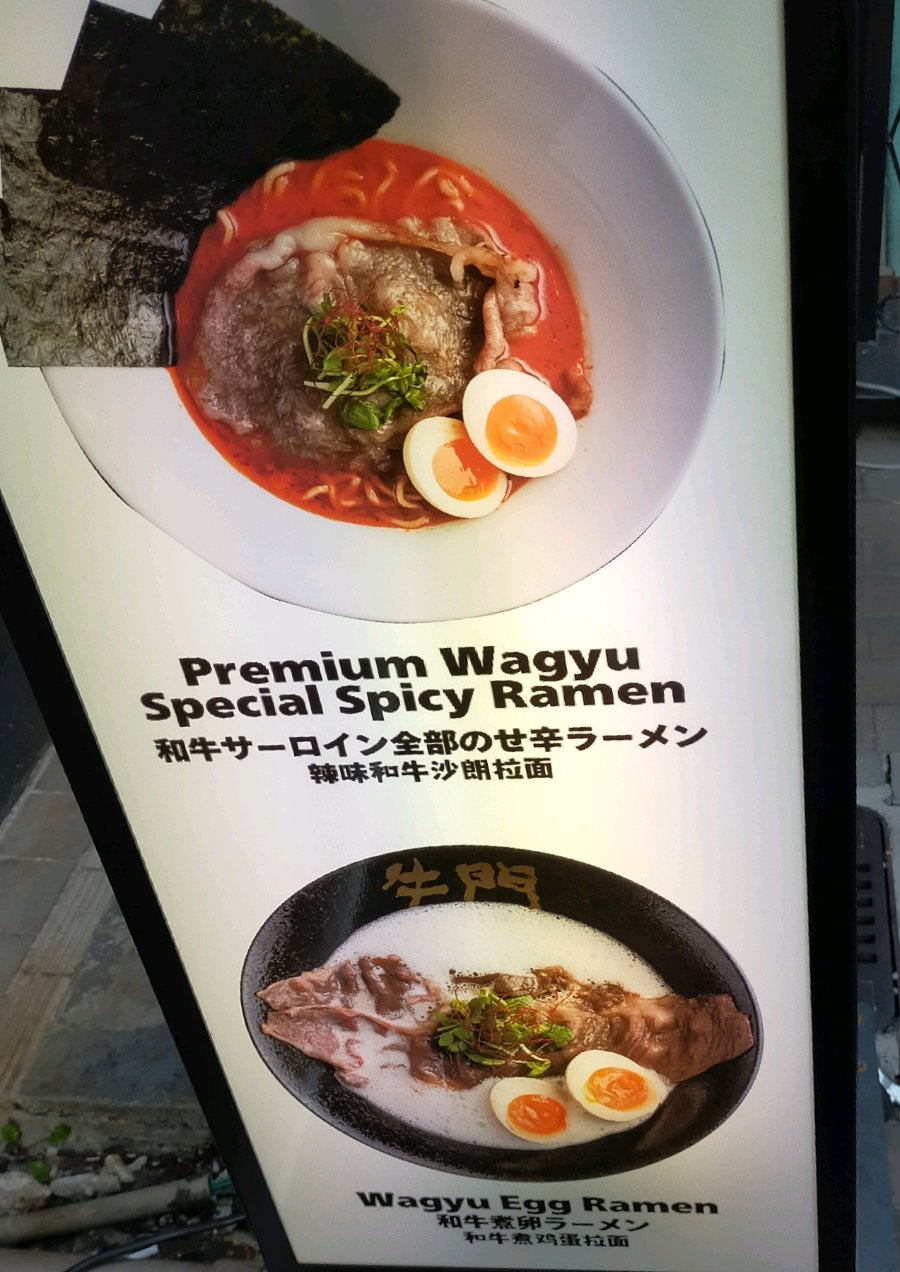 Premium Wagyu
Special Spicy Ramen
和牛サーロイン全部のせ辛ラーメン
辣味和牛沙朗拉面
牛門
Wagyu Egg Ramen
和牛煮卵ラーメン
和牛煮鸡蛋拉面